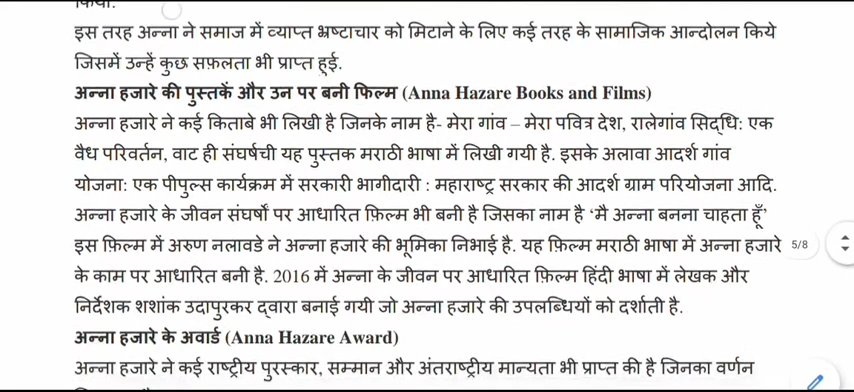 इस तरह अन्ना ने समाज में व्याप्त भ्रष्टाचार को मिटाने के लिए कई तरह के सामाजिक आन्दोलन किये
जिसमें उन्हें कुछ सफ़लता भी प्राप्त हूई.
अन्ना हजारे की पुस्तकें और उन पर बनी फिल्म (Anna Hazare Books and Films)
अन्ना हजारे ने कई किताबे भी लिखी है जिनके नाम है- मेरा गांव – मेरा पवित्र देश, रालेगांव सिद्धि: एक
वैध परिवर्तन, वाट ही संघर्षची यह पुस्तक मराठी भाषा में लिखी गयी है. इसके अलावा आदर्श गांव
योजना: एक पीपुल्स कार्यक्रम में सरकारी भागीदारी : महाराष्ट्र सरकार की आदर्श ग्राम परियोजना आदि.
अन्ना हजारे के जीवन संघर्षों पर आधारित फ़िल्म भी बनी है जिसका नाम है ‘मै अन्ना बनना चाहता हूँ’
इस फ़िल्म में अरुण नलावडे ने अन्ना हजारे की भूमिका निभाई है. यह फ़िल्म मराठी भाषा में अन्ना हजारे 5/8
के काम पर आधारित बनी है. 2016 में अन्ना के जीवन पर आधारित फ़िल्म हिंदी भाषा में लेखक और
निर्देशक शशांक उदापुरकर द्वारा बनाई गयी जो अन्ना हजारे की उपलब्धियों को दर्शाती है.
अन्ना हजारे के अवार्ड (Anna Hazare Award)
अन्ना हजारे ने कई राष्ट्रीय पुरस्कार, सम्मान और अंतराष्ट्रीय मान्यता भी प्राप्त की है जिनका वर्णन